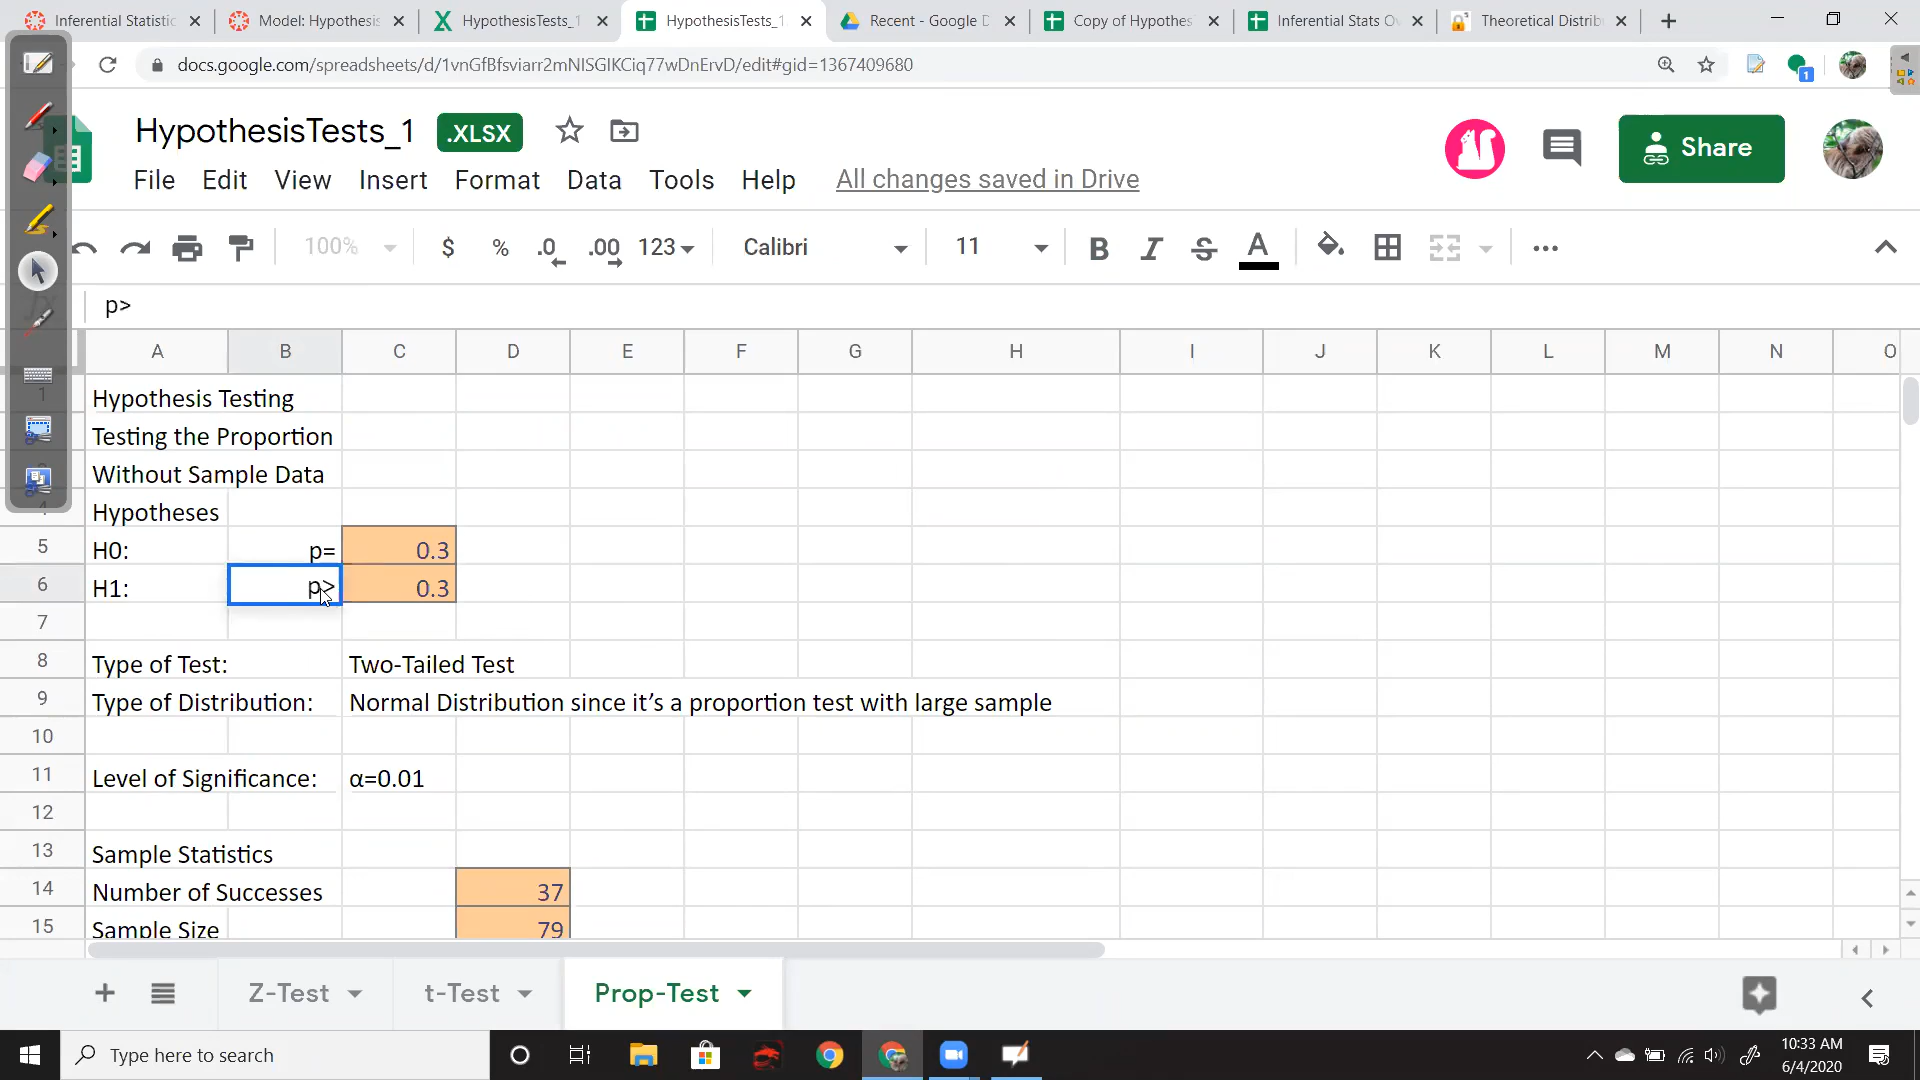 Inferential Statistic
Model: Hypothesis
HypothesisTests_1
HypothesisTests_1
Recent - Google D
Copy of Hypothes
Inferential Stats Ov
Theoretical Distrib
docs.google.com/spreadsheets/d/1vnGfBfsviarr2mNISGIKCiq77wDnErvD/edit#gid=1367409680
1
HypothesisTests_1
.XLSX
Share
File Edit View Insert Format Data Tools Help All changes saved in Drive
100% $ % .0 .00 123 Calibri 11 B I S A
p>
A B C D E F G H I J K L M N O
1 Hypothesis Testing
Testing the Proportion
Without Sample Data
4 Hypotheses
5 H0: p= 0.3
6 H1: p> 0.3
7
8 Type of Test: Two-Tailed Test
9 Type of Distribution: Normal Distribution since it’s a proportion test with large sample
10
11 Level of Significance: α=0.01
12
13 Sample Statistics
14 Number of Successes 37
15 Sample Size 79
Z-Test t-Test Prop-Test
Type here to search
10:33 AM
6/4/2020